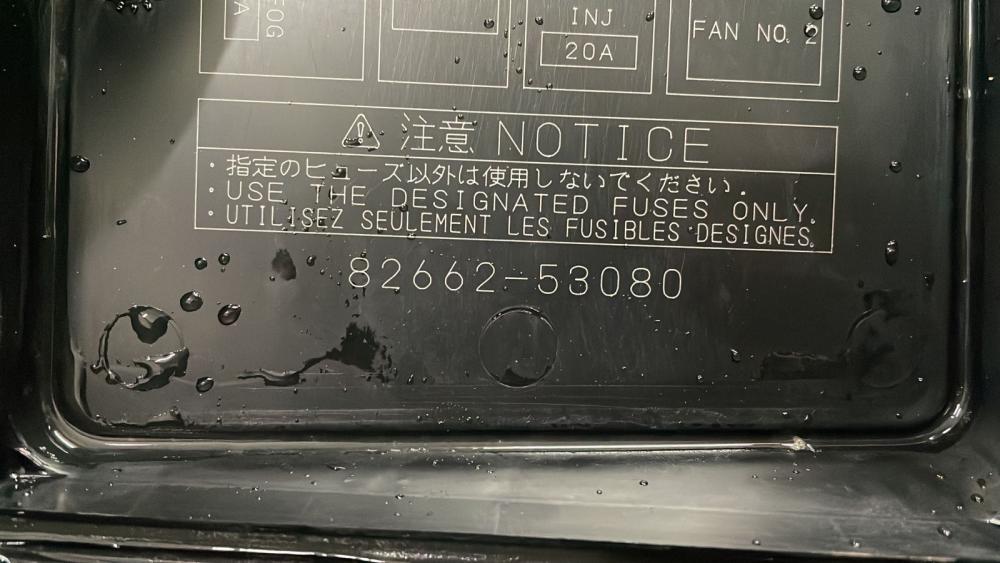 EOG
A
INJ
20A
FAN NO. 2
注意 NOTICE
・指定のヒューズ以外は使用しないでください.
・USE THE DESIGNATED FUSES ONLY.
・UTILISEZ SEULEMENT LES FUSIBLES DESIGNES.
82662-53080